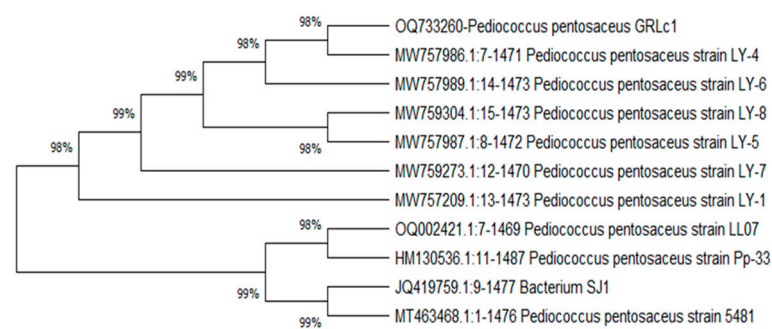 98%
OQ733260-Pediococcus pentosaceus GRLc1
98%
MW757986.1:7-1471 Pediococcus pentosaceus strain LY-4
99%
MW757989.1:14-1473 Pediococcus pentosaceus strain LY-6
99%
MW759304.1:15-1473 Pediococcus pentosaceus strain LY-8
98%
98%
MW757987.1:8-1472 Pediococcus pentosaceus strain LY-5
MW759273.1:12-1470 Pediococcus pentosaceus strain LY-7
MW757209.1:13-1473 Pediococcus pentosaceus strain LY-1
98%
OQ002421.1:7-1469 Pediococcus pentosaceus strain LL07
HM130536.1:11-1487 Pediococcus pentosaceus strain Pp-33
99%
JQ419759.1:9-1477 Bacterium SJ1
99%
MT463468.1:1-1476 Pediococcus pentosaceus strain 5481